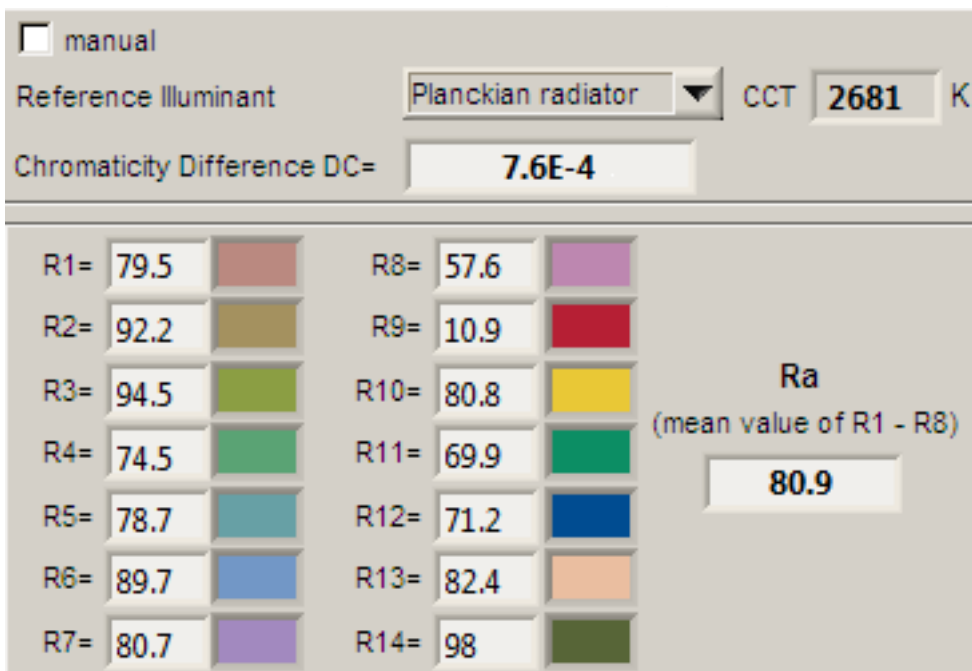 manual
Reference Illuminant Planckian radiator CCT 2681 K
Chromaticity Difference DC= 7.6E-4
R1= 79.5 R8= 57.6
R2= 92.2 R9= 10.9
R3= 94.5 R10= 80.8
R4= 74.5 R11= 69.9
R5= 78.7 R12= 71.2
R6= 89.7 R13= 82.4
R7= 80.7 R14= 98
Ra
(mean value of R1 - R8)
80.9